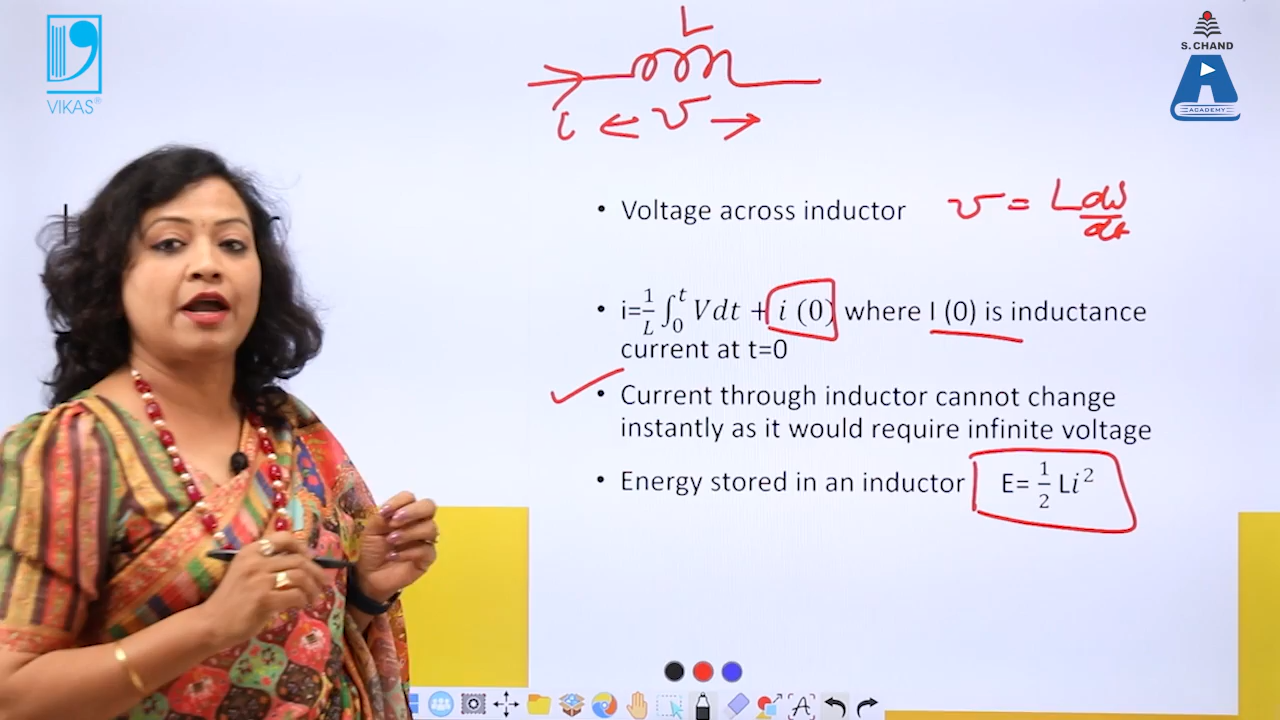 VIKAS®
S. CHAND
ACADEMY
L
i v
• Voltage across inductor v = L di/dt
• i=1/L ∫₀ᵗ Vdt + i (0) where I (0) is inductance
current at t=0
• Current through inductor cannot change
instantly as it would require infinite voltage
• Energy stored in an inductor E= 1/2 Li²